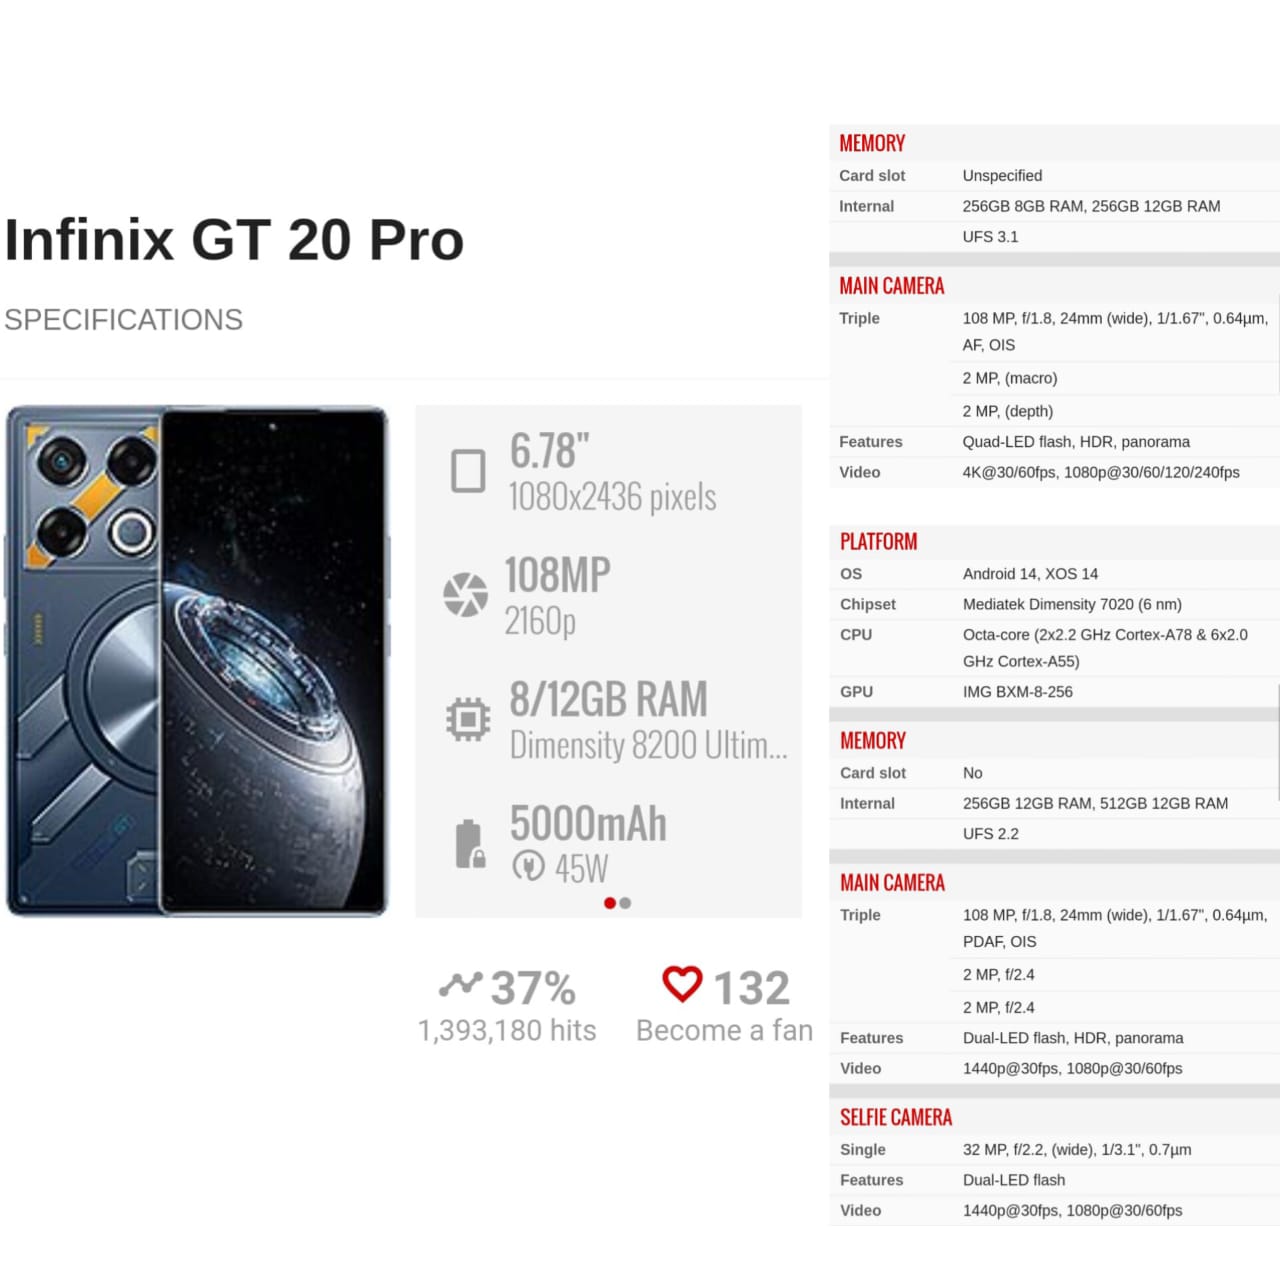 Infinix GT 20 Pro
SPECIFICATIONS
6.78"
1080x2436 pixels
108MP
2160p
8/12GB RAM
Dimensity 8200 Ultim...
5000mAh
45W
37%
1,393,180 hits
132
Become a fan
MEMORY
Card slot Unspecified
Internal 256GB 8GB RAM, 256GB 12GB RAM
UFS 3.1
MAIN CAMERA
Triple 108 MP, f/1.8, 24mm (wide), 1/1.67", 0.64µm,
AF, OIS
2 MP, (macro)
2 MP, (depth)
Features Quad-LED flash, HDR, panorama
Video 4K@30/60fps, 1080p@30/60/120/240fps
PLATFORM
OS Android 14, XOS 14
Chipset Mediatek Dimensity 7020 (6 nm)
CPU Octa-core (2x2.2 GHz Cortex-A78 & 6x2.0
GHz Cortex-A55)
GPU IMG BXM-8-256
MEMORY
Card slot No
Internal 256GB 12GB RAM, 512GB 12GB RAM
UFS 2.2
MAIN CAMERA
Triple 108 MP, f/1.8, 24mm (wide), 1/1.67", 0.64µm,
PDAF, OIS
2 MP, f/2.4
2 MP, f/2.4
Features Dual-LED flash, HDR, panorama
Video 1440p@30fps, 1080p@30/60fps
SELFIE CAMERA
Single 32 MP, f/2.2, (wide), 1/3.1", 0.7µm
Features Dual-LED flash
Video 1440p@30fps, 1080p@30/60fps